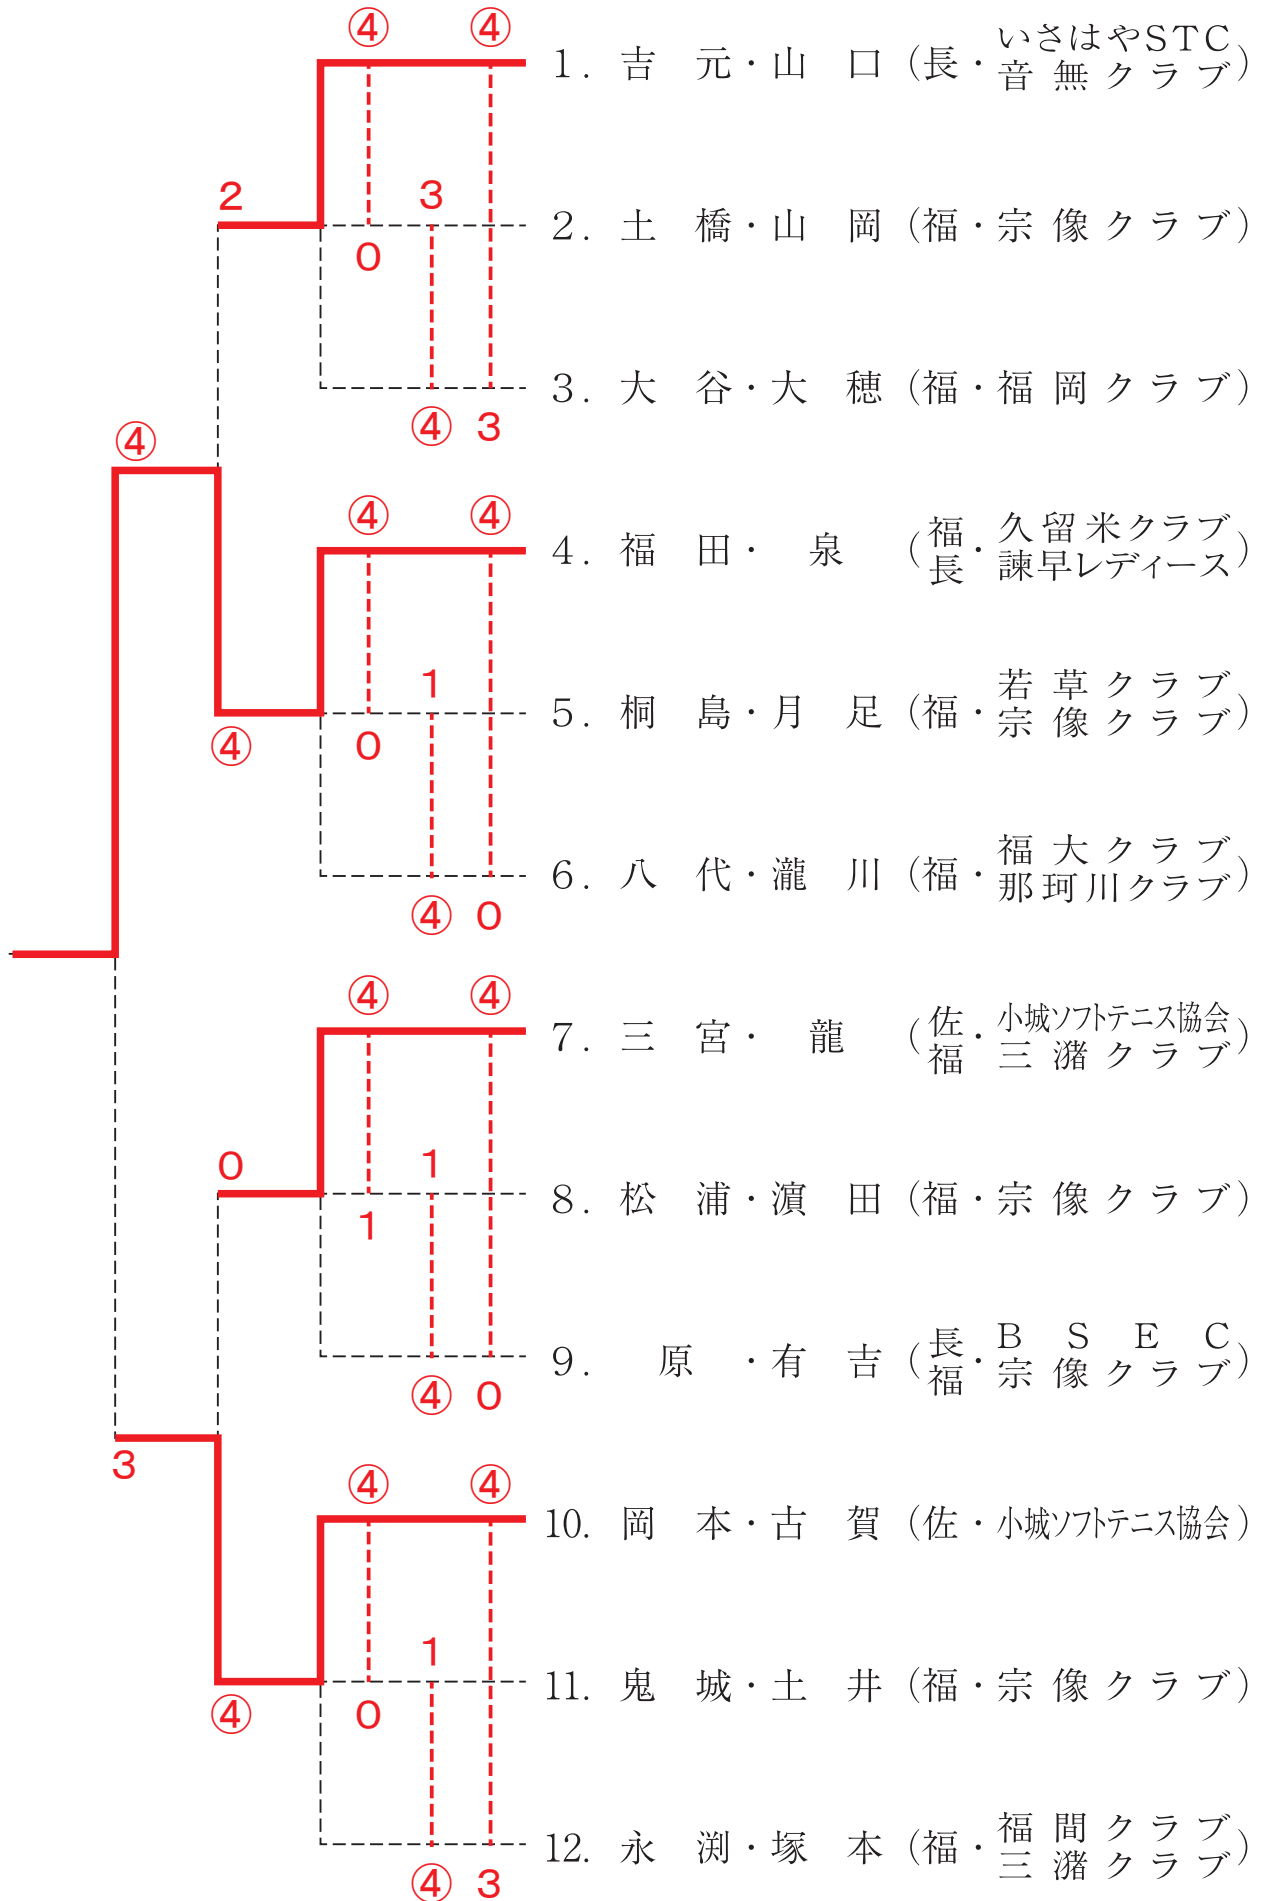 ④ ④
いさはやSTC
1. 吉元・山口(長・音無クラブ)
2 3
2. 土橋・山岡(福・宗像クラブ)
0
3. 大谷・大穂(福・福岡クラブ)
④ 3
④
④ ④
久留米クラブ
4. 福田・泉(福長・諫早レディース)
1
若草クラブ
5. 桐島・月足(福・宗像クラブ)
④ 0
福大クラブ
6. 八代・瀧川(福・那珂川クラブ)
④ 0
④ ④
小城ソフトテニス協会
7. 三宮・龍(佐福・三潴クラブ)
0 1
8. 松浦・濵田(福・宗像クラブ)
1
BSEC
9. 原・有吉(長福・宗像クラブ)
④ 0
3
④ ④
10. 岡本・古賀(佐・小城ソフトテニス協会)
1
11. 鬼城・土井(福・宗像クラブ)
④ 0
福間クラブ
12. 永渕・塚本(福・三潴クラブ)
④ 3